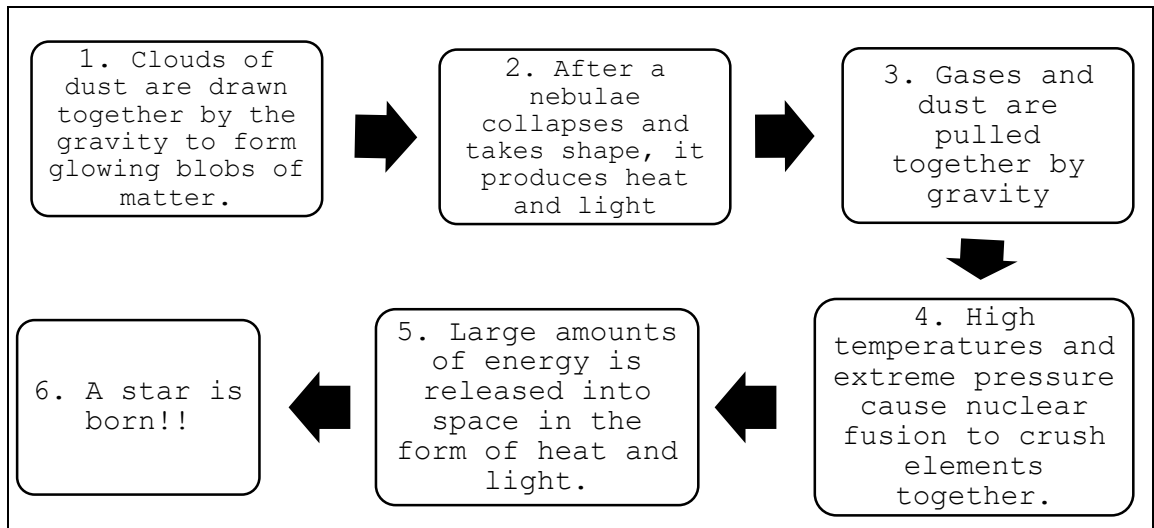 1. Clouds of
dust are drawn
together by the
gravity to form
glowing blobs of
matter.
2. After a
nebulae
collapses and
takes shape, it
produces heat
and light
3. Gases and
dust are
pulled
together by
gravity
4. High
temperatures and
extreme pressure
cause nuclear
fusion to crush
elements
together.
5. Large amounts
of energy is
released into
space in the
form of heat and
light.
6. A star is
born!!